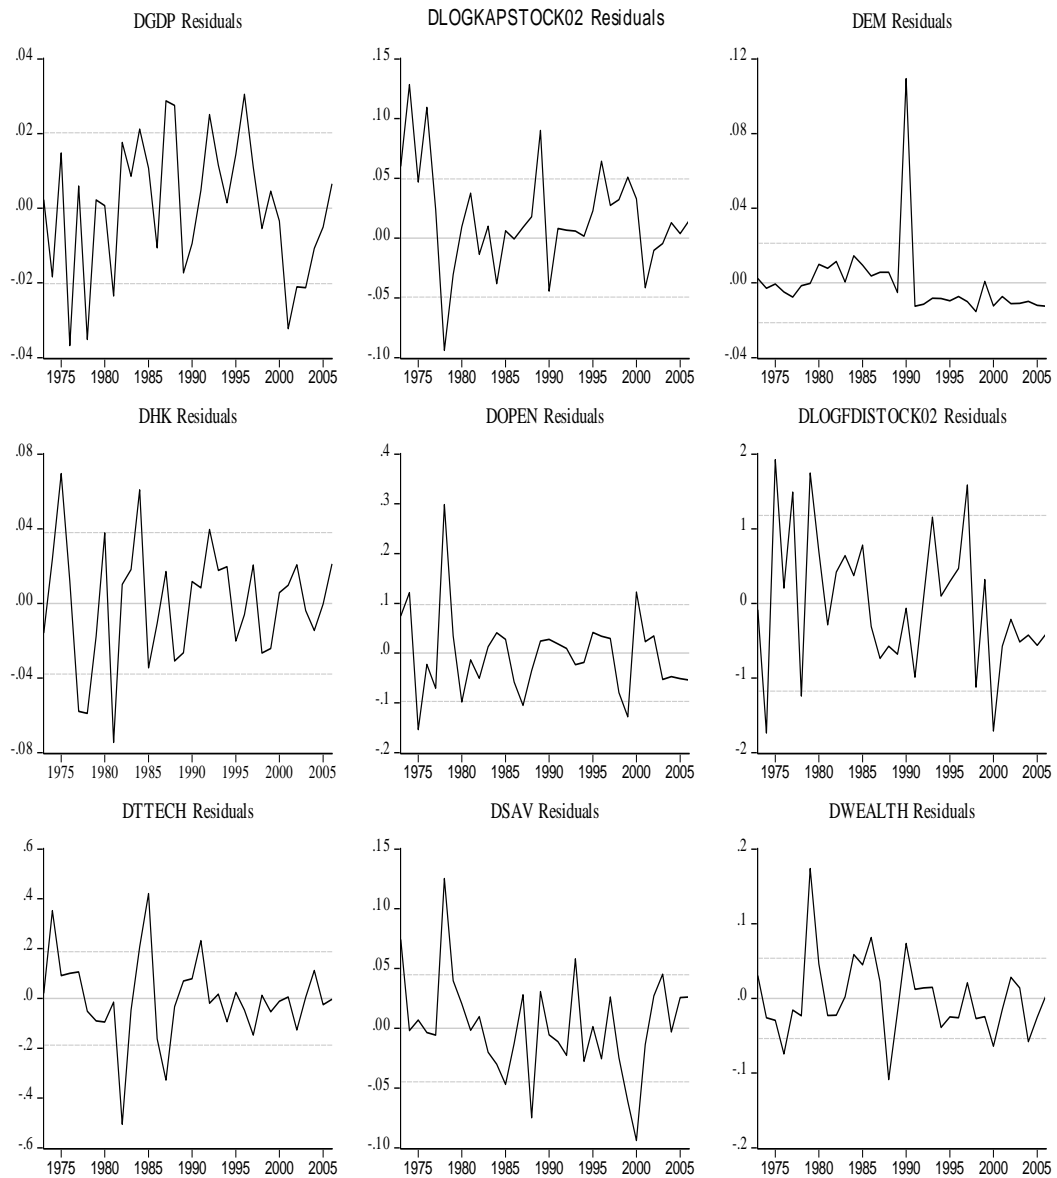 DGDP Residuals
.04
.02
.00
-.02
-.04
1975 1980 1985 1990 1995 2000 2005
DLOGKAPSTOCK02 Residuals
.15
.10
.05
.00
-.05
-.10
1975 1980 1985 1990 1995 2000 2005
DEM Residuals
.12
.08
.04
.00
-.04
1975 1980 1985 1990 1995 2000 2005
DHK Residuals
.08
.04
.00
-.04
-.08
1975 1980 1985 1990 1995 2000 2005
DOPEN Residuals
.4
.3
.2
.1
.0
-.1
-.2
1975 1980 1985 1990 1995 2000 2005
DLOGFDISTOCK02 Residuals
2
1
0
-1
-2
1975 1980 1985 1990 1995 2000 2005
DTTECH Residuals
.6
.4
.2
.0
-.2
-.4
-.6
1975 1980 1985 1990 1995 2000 2005
DSAV Residuals
.15
.10
.05
.00
-.05
-.10
1975 1980 1985 1990 1995 2000 2005
DWEALTH Residuals
.2
.1
.0
-.1
-.2
1975 1980 1985 1990 1995 2000 2005